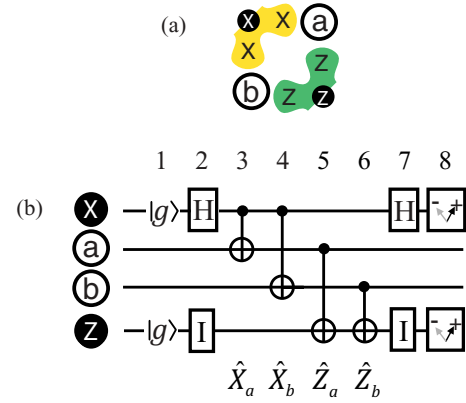 (a)
X X a
X Z
b Z Z
1 2 3 4 5 6 7 8
(b)
X |g⟩ H H - +
a
b
Z |g⟩ I I - +
X̂a X̂b Ẑa Ẑb